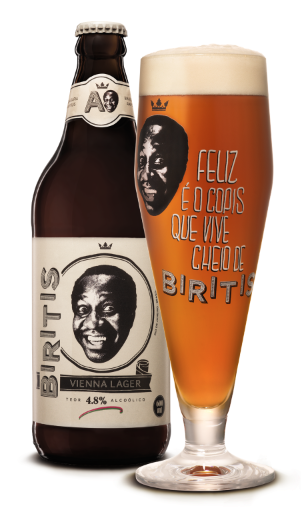 BIRITIS
VIENNA LAGER
TEOR 4.8% ALCOÓLICO
FELIZ
É O COPIS
QUE VIVE
CHEIO DE
BIRITIS